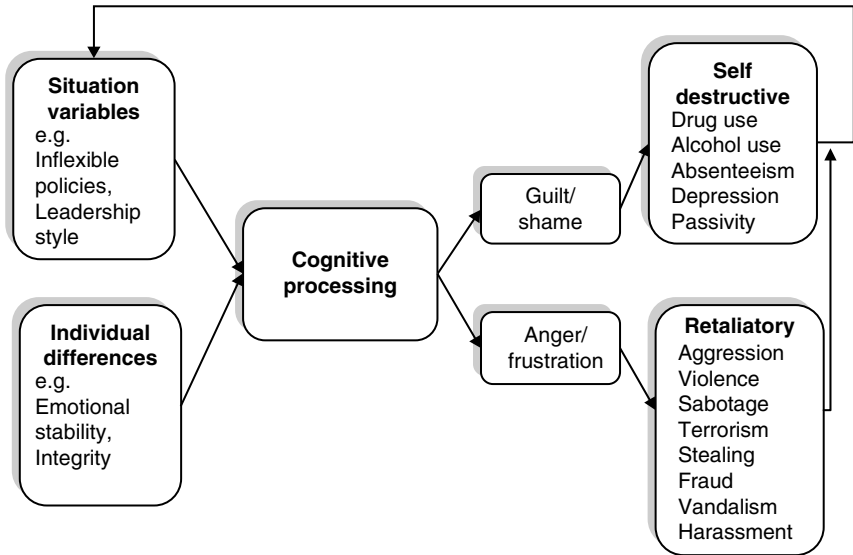 Situation
variables
e.g.
Inflexible
policies,
Leadership
style
Individual
differences
e.g.
Emotional
stability,
Integrity
Cognitive
processing
Guilt/
shame
Anger/
frustration
Self
destructive
Drug use
Alcohol use
Absenteeism
Depression
Passivity
Retaliatory
Aggression
Violence
Sabotage
Terrorism
Stealing
Fraud
Vandalism
Harassment